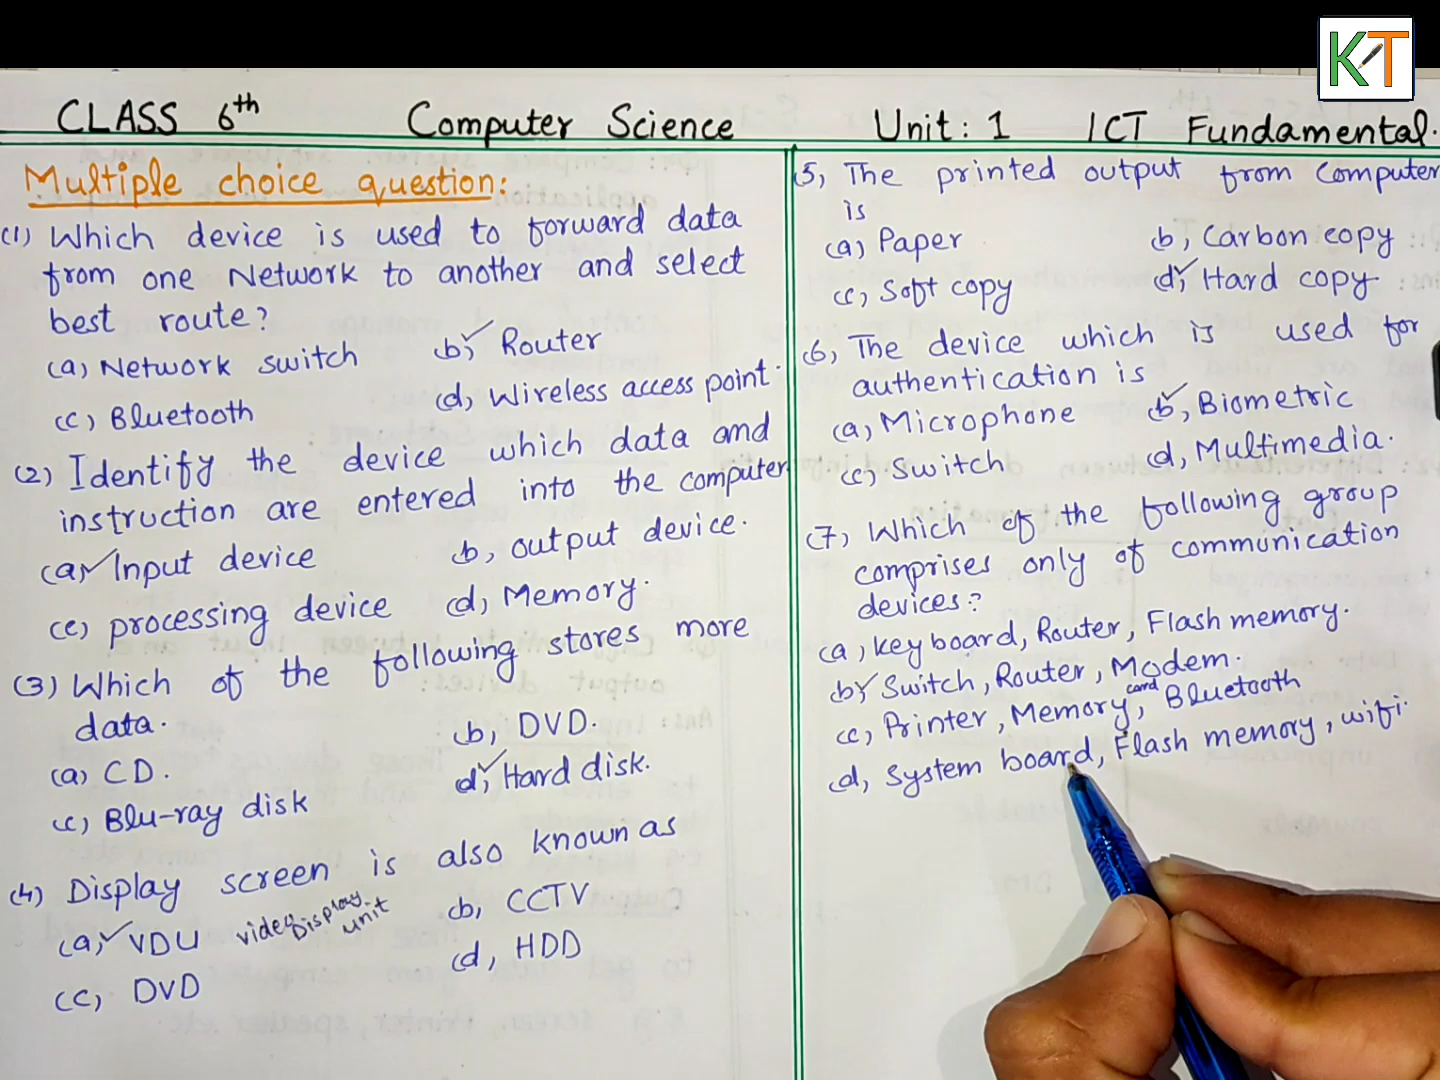 KT
CLASS 6th Computer Science Unit: 1 ICT Fundamental.
Multiple choice question:
(1) Which device is used to forward data
from one Network to another and select
best route?
(a) Network switch (b) Router
(c) Bluetooth (d) Wireless access point.
(2) Identify the device which data and
instruction are entered into the computer
(a) Input device (b) output device.
(c) processing device (d) Memory.
(3) Which of the following stores more
data.
(a) CD. (b) DVD.
(c) Blu-ray disk (d) Hard disk.
(4) Display screen is also known as
(a) VDU video Display unit (b) CCTV
(c) DVD (d) HDD
5) The printed output from computer
is
(a) Paper (b) Carbon copy
(c) Soft copy (d) Hard copy
(6) The device which is used for
authentication is
(a) Microphone (b) Biometric
(c) Switch (d) Multimedia.
(7) Which of the following group
comprises only of communication
devices?
(a) keyboard, Router, Flash memory.
(b) Switch, Router, Modem.
(c) Printer, Memory card, Bluetooth
(d) System board, Flash memory, wifi.